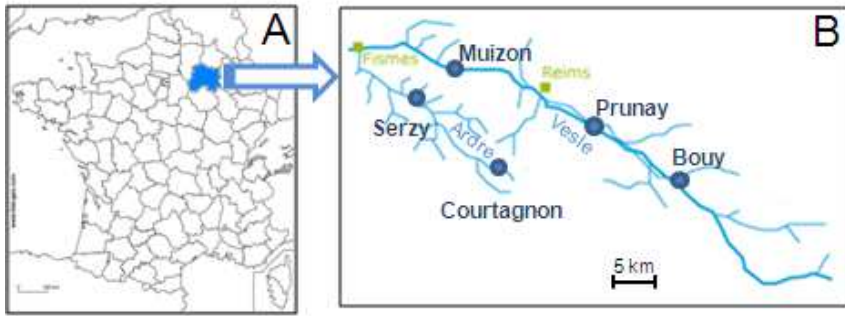 A
B
Fismes
Muizon
Reims
Serzy
Ardre
Vesle
Prunay
Bouy
Courtagnon
5 km